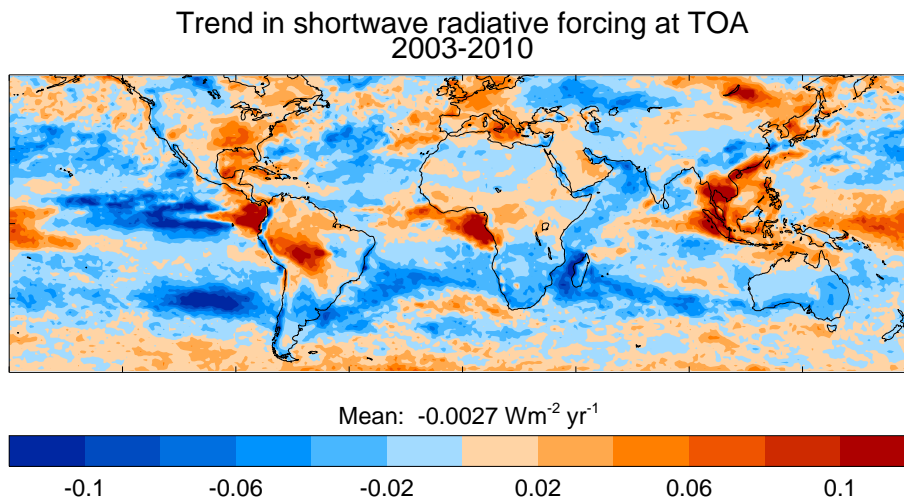 Trend in shortwave radiative forcing at TOA
2003-2010
Mean: -0.0027 Wm⁻² yr⁻¹
-0.1 -0.06 -0.02 0.02 0.06 0.1